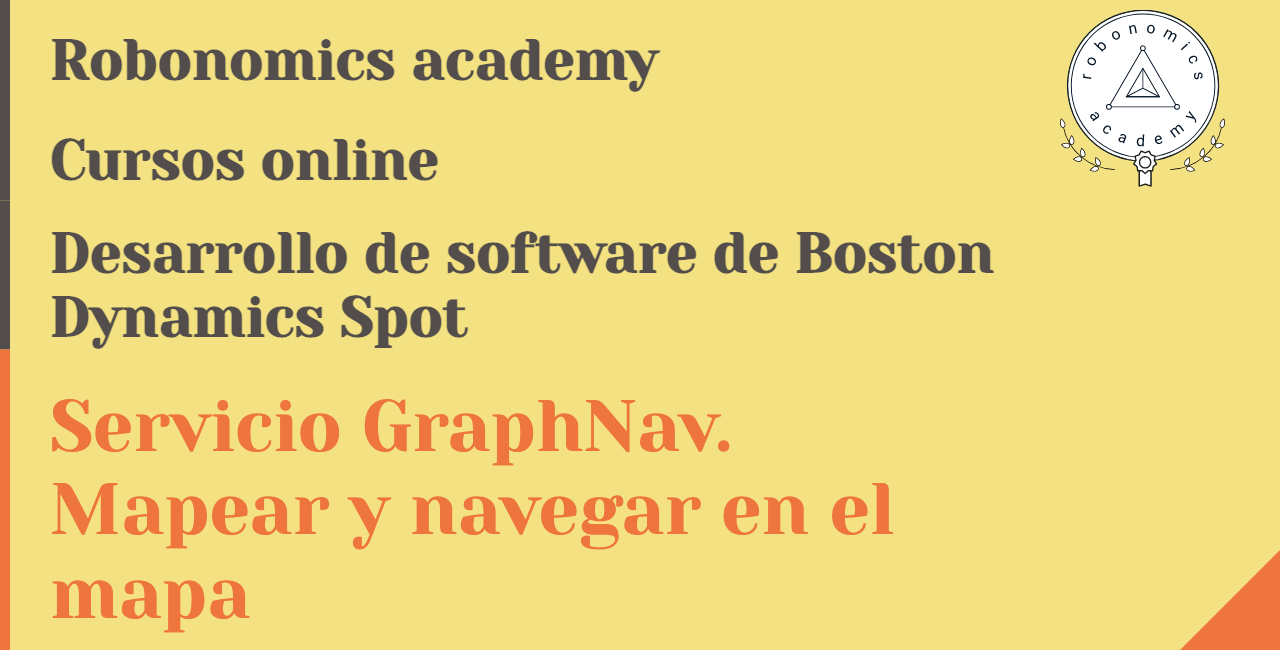 Robonomics academy
Cursos online
Desarrollo de software de Boston
Dynamics Spot
Servicio GraphNav.
Mapear y navegar en el
mapa
robonomics
academy